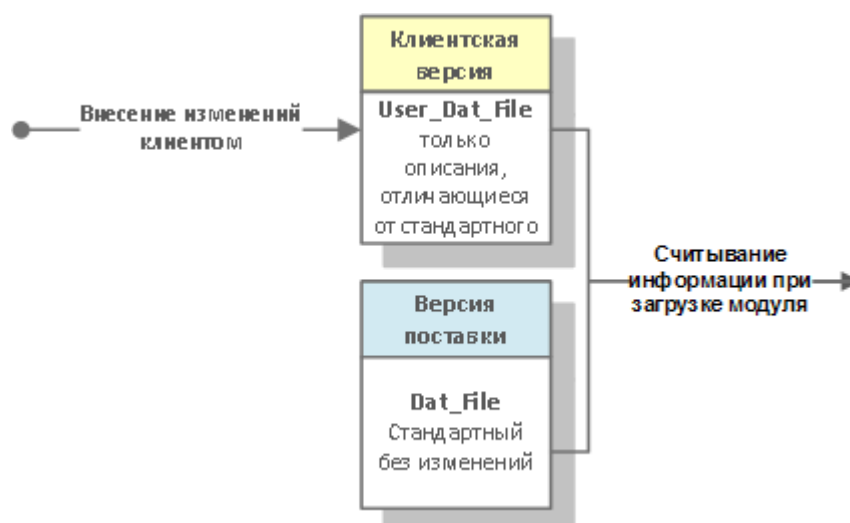 Клиентская
версия
Внесение изменений
клиентом
User_Dat_File
только
описания,
отличающиеся
от стандартного
Считывание
информации при
загрузке модуля
Версия
поставки
Dat_File
Стандартный
без изменений